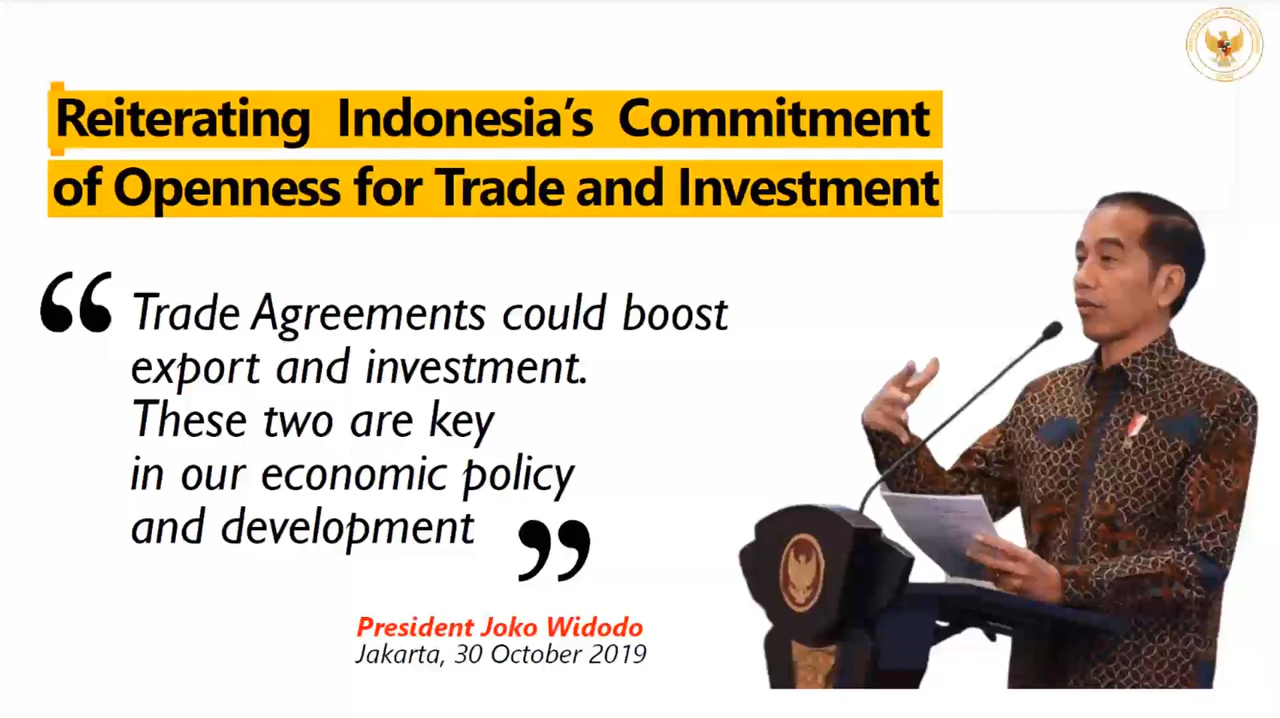 Reiterating Indonesia’s Commitment
of Openness for Trade and Investment
“ Trade Agreements could boost
export and investment.
These two are key
in our economic policy
and development ”
President Joko Widodo
Jakarta, 30 October 2019